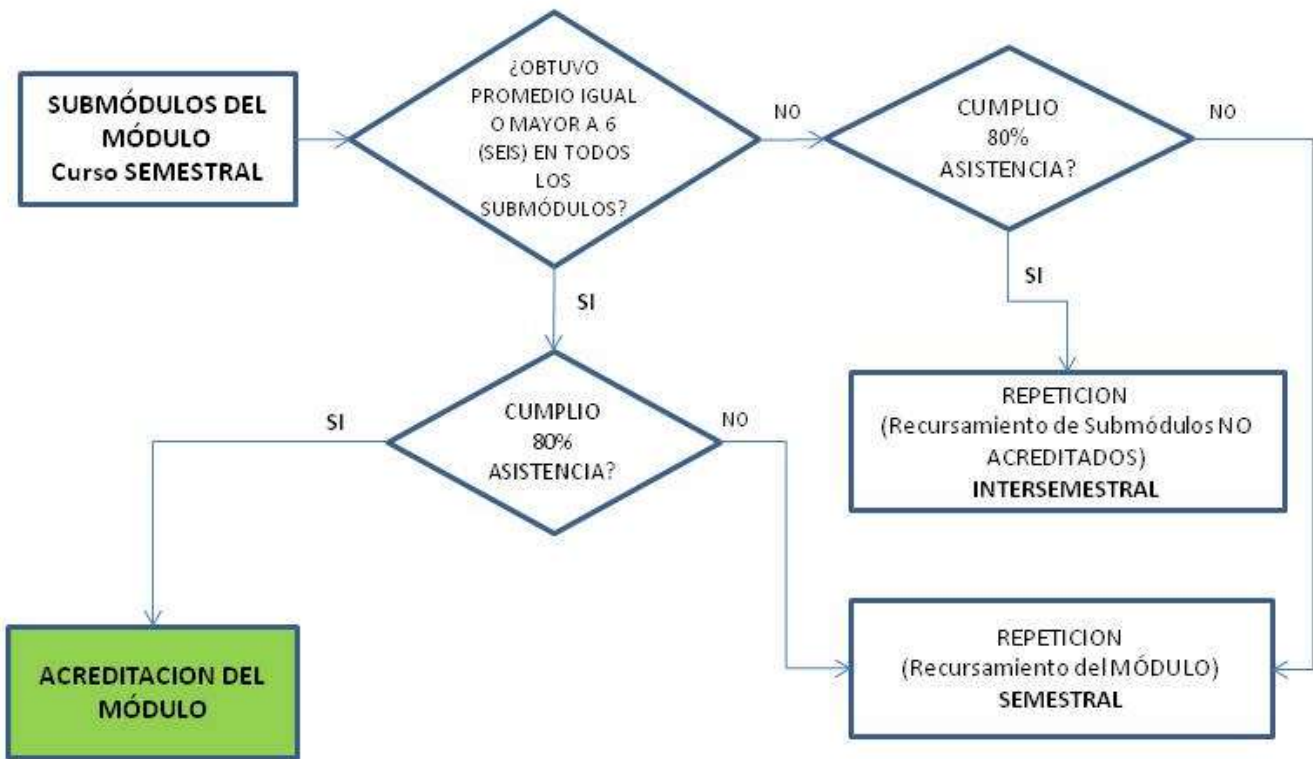 SUBMÓDULOS DEL
MÓDULO
Curso SEMESTRAL
¿OBTUVO
PROMEDIO IGUAL
O MAYOR A 6
(SEIS) EN TODOS
LOS
SUBMÓDULOS?
NO
CUMPLIO
80%
ASISTENCIA?
NO
SI
SI
REPETICION
(Recursamiento de Submódulos NO
ACREDITADOS)
INTERSEMESTRAL
SI
CUMPLIO
80%
ASISTENCIA?
NO
REPETICION
(Recursamiento del MÓDULO)
SEMESTRAL
ACREDITACION DEL
MÓDULO